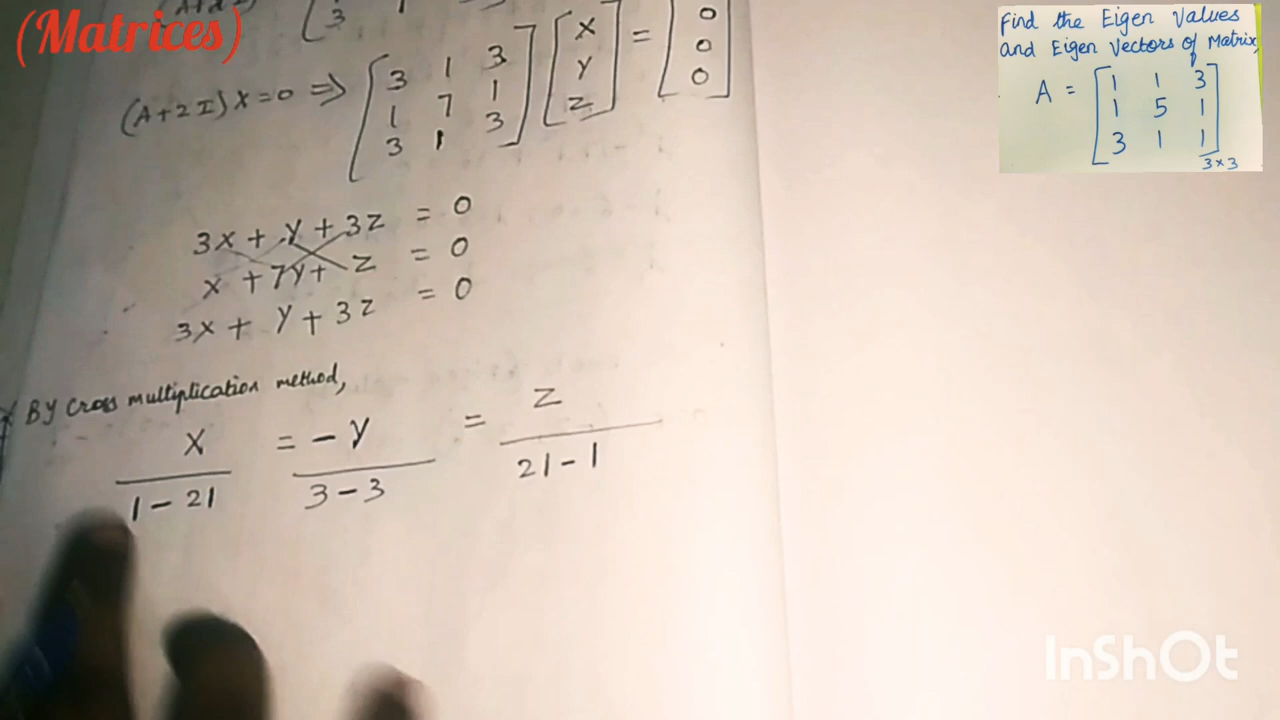 (Matrices)
3
(A+2I)X=0 ⇒ [3 1 3; 1 7 1; 3 1 3] [x; y; z] = [0; 0; 0]
3x + y + 3z = 0
x + 7y + z = 0
3x + y + 3z = 0
By Cross multiplication method,
x/(1-21) = -y/(3-3) = z/(21-1)
Find the Eigen Values
and Eigen Vectors of Matrix,
A = [1 1 3; 1 5 1; 3 1 1] 3×3
InShOt